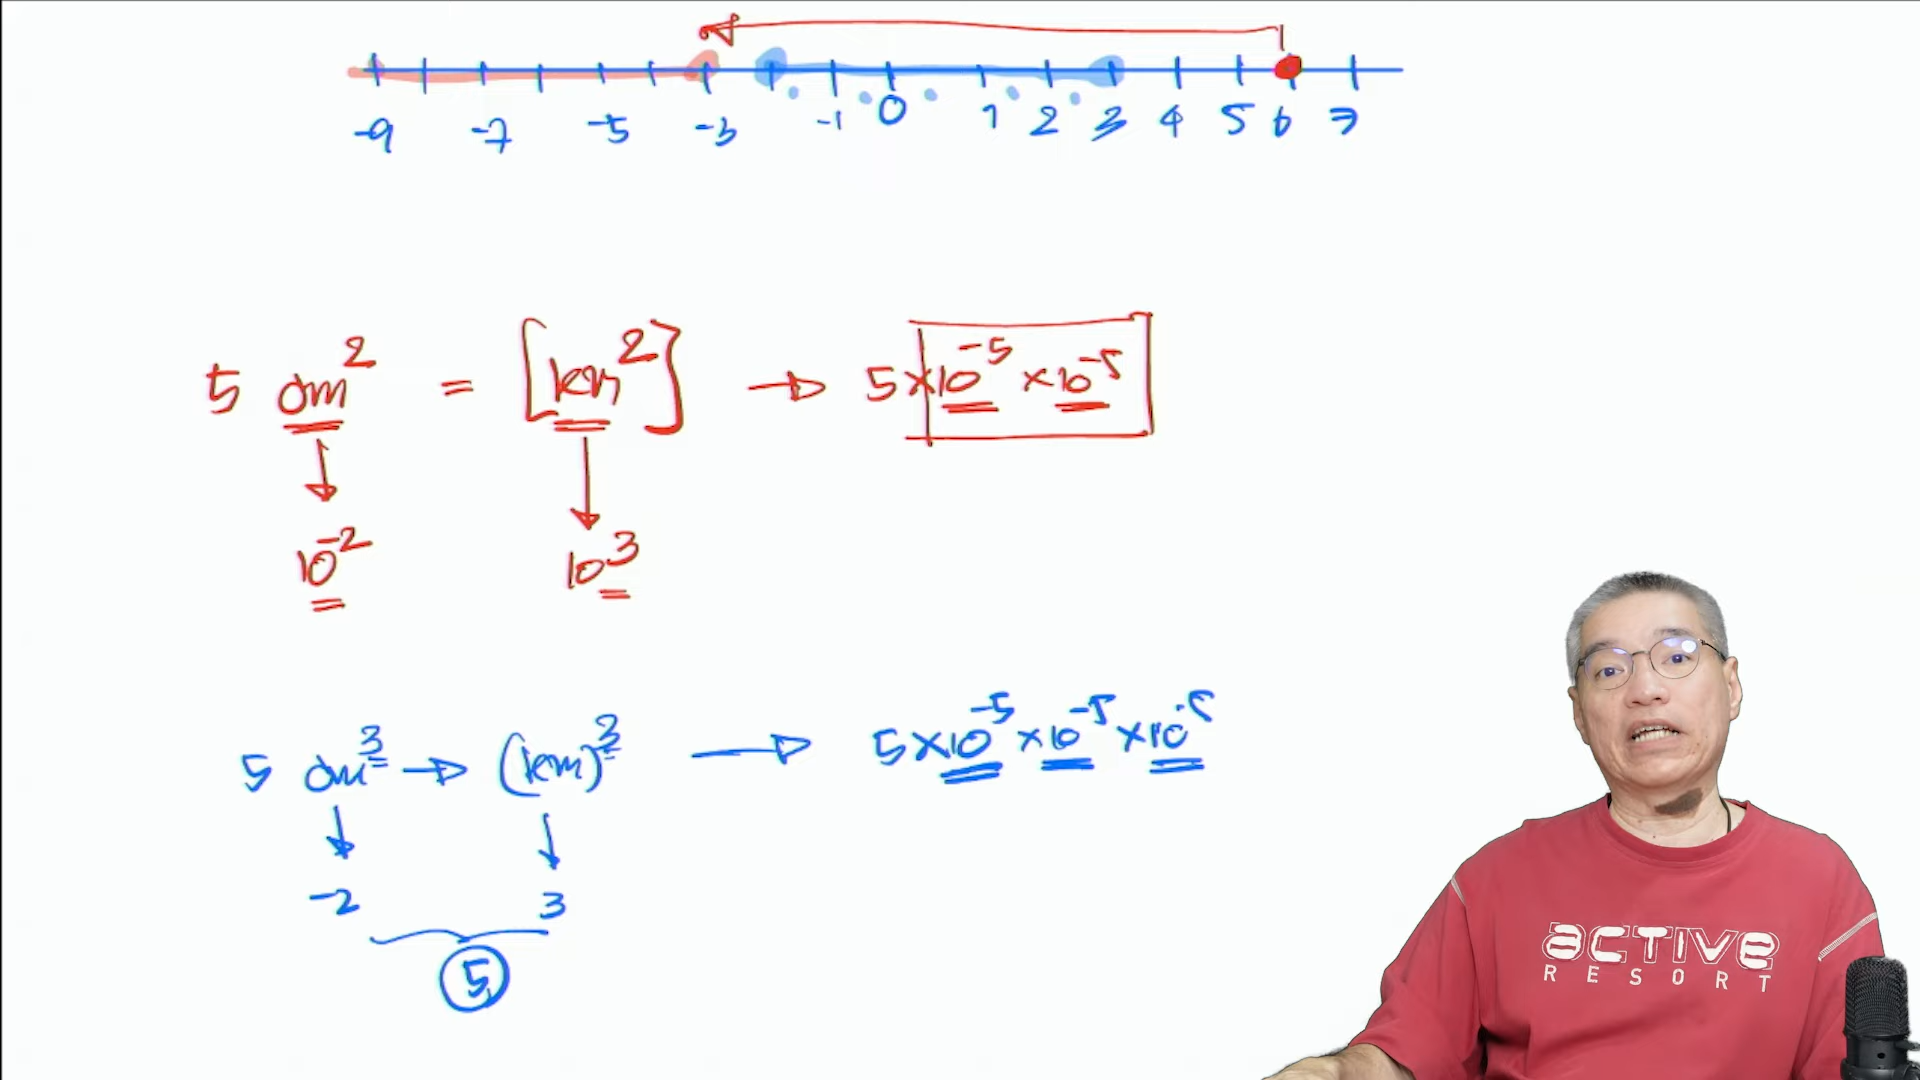 -9 -7 -5 -3 -1 0 1 2 3 4 5 6 7
5 cm² = [km²] → 5 × 10⁻⁵ × 10⁻⁵
10⁻² 10³
5 cm³ → (km)³ → 5 × 10⁻⁵ × 10⁻⁵ × 10⁻⁵
-2 3
5
ACTIVE
RESORT